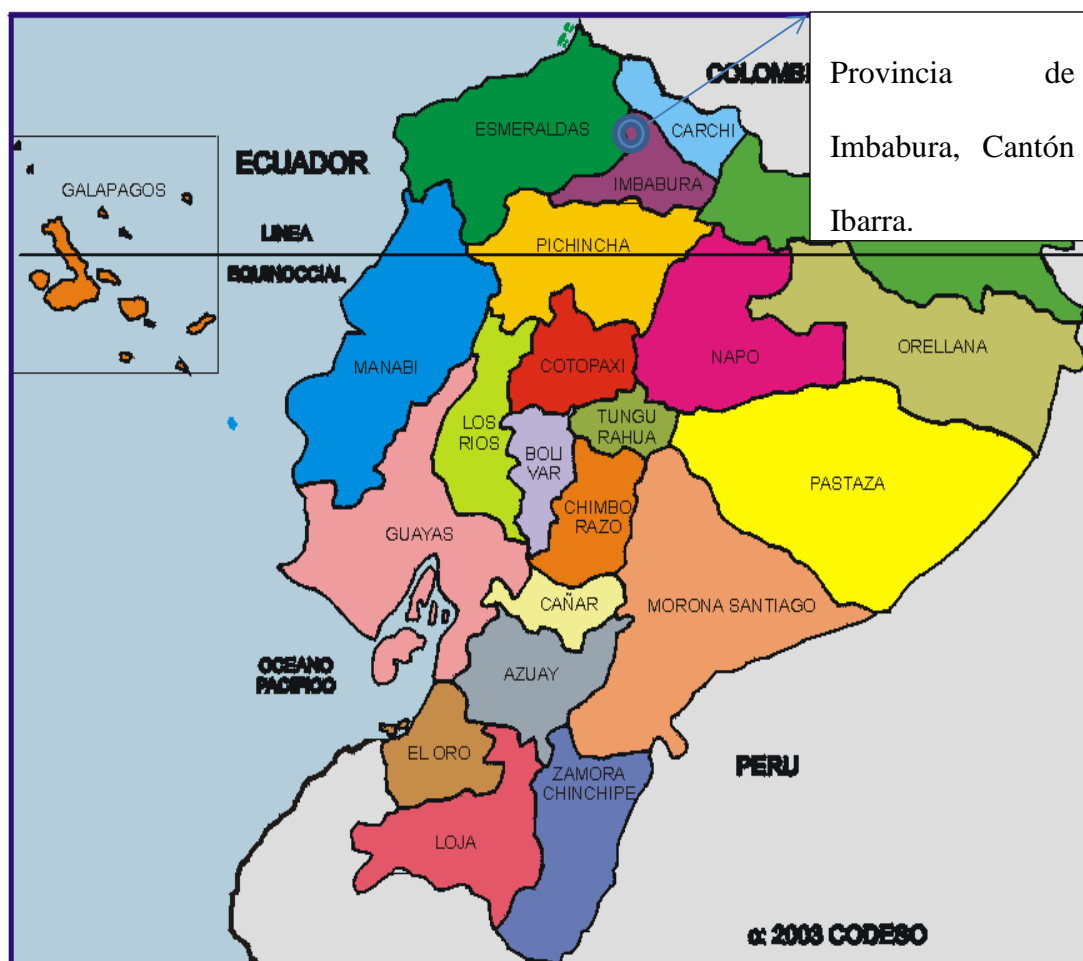 COLOMBI
Provincia de
Imbabura, Cantón
Ibarra.
ESMERALDAS
CARCHI
ECUADOR
GALAPAGOS
IMBABURA
LINEA
EQUINOCCIAL
PICHINCHA
MANABI
COTOPAXI
NAPO
ORELLANA
LOS
RIOS
TUNGU
RAHUA
BOLI
VAR
PASTAZA
CHIMBO
RAZO
GUAYAS
CAÑAR
MORONA SANTIAGO
OCEANO
PACIFICO
AZUAY
EL ORO
ZAMORA
CHINCHIPE
PERU
LOJA
α 2003 CODESO